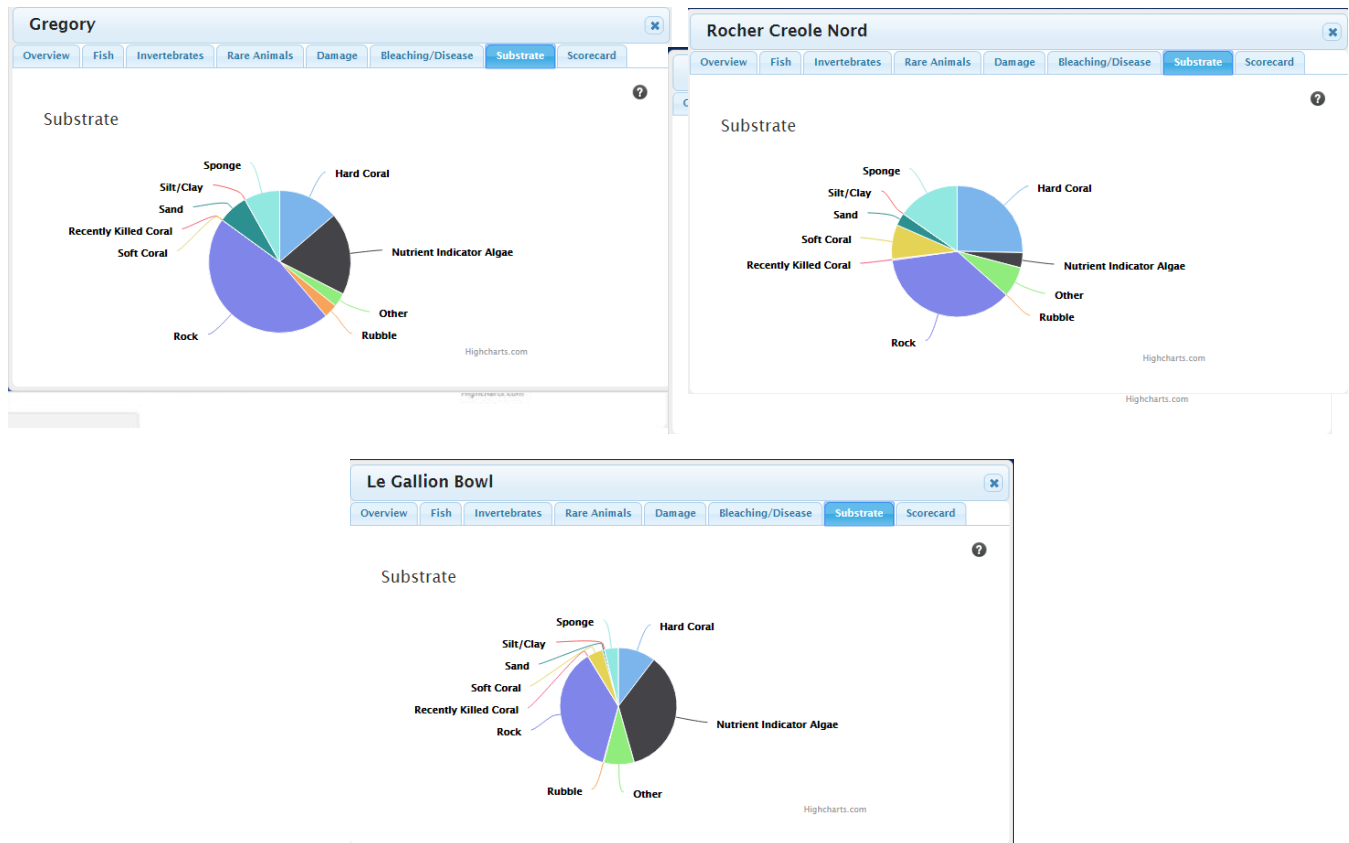 Gregory
Overview Fish Invertebrates Rare Animals Damage Bleaching/Disease Substrate Scorecard
Substrate
Sponge
Hard Coral
Silt/Clay
Sand
Recently Killed Coral
Soft Coral
Nutrient Indicator Algae
Other
Rubble
Rock
Highcharts.com
Rocher Creole Nord
Overview Fish Invertebrates Rare Animals Damage Bleaching/Disease Substrate Scorecard
Substrate
Sponge
Hard Coral
Silt/Clay
Sand
Soft Coral
Recently Killed Coral
Nutrient Indicator Algae
Other
Rubble
Rock
Highcharts.com
Highcharts.com
Le Gallion Bowl
Overview Fish Invertebrates Rare Animals Damage Bleaching/Disease Substrate Scorecard
Substrate
Sponge
Hard Coral
Silt/Clay
Sand
Soft Coral
Recently Killed Coral
Nutrient Indicator Algae
Rock
Rubble
Other
Highcharts.com